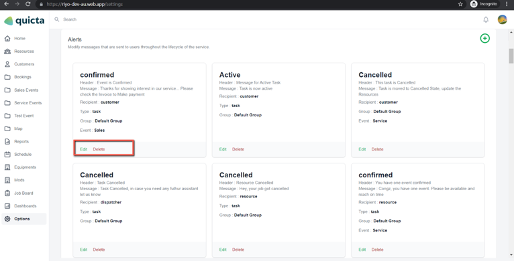 https://riyo-dev-au.web.app/settings
Incognito
quicta
Search
Home
Resources
Customers
Bookings
Sales Events
Service Events
Test Event
Map
Reports
Schedule
Equipments
Job Board
Dashboards
Options
Alerts
Modify messages that are sent to users throughout the lifecycle of the service
confirmed
Header : Event is Confirmed
Message : Thanks for showing interest in our service . Please
check the invoice to Make payment
Recipient : customer
Type : task
Group : Default Group
Event : Sales
Edit Delete
Active
Header : Message for Active Task
Message : Task is now active
Recipient : customer
Type : task
Group : Default Group
Edit Delete
Cancelled
Header : This task is Cancelled
Message : Task is moved to Cancelled State, update the
Resources
Recipient : customer
Group : Default Group
Event : Service
Edit Delete
Cancelled
Header : Task Cancelled
Message : Task Cancelled, in case you need any further assistant
let us know
Recipient : dispatcher
Type : task
Group : Default Group
Edit Delete
Cancelled
Header : Resource Cancelled
Message : Hey, your job got cancelled
Recipient : resource
Type : task
Group : Default Group
Edit Delete
confirmed
Header : You have one event confirmed
Message : Congo, you have one event. Please be available and
reach on time
Recipient : resource
Type : task
Group : Default Group
Event : Service
Edit Delete